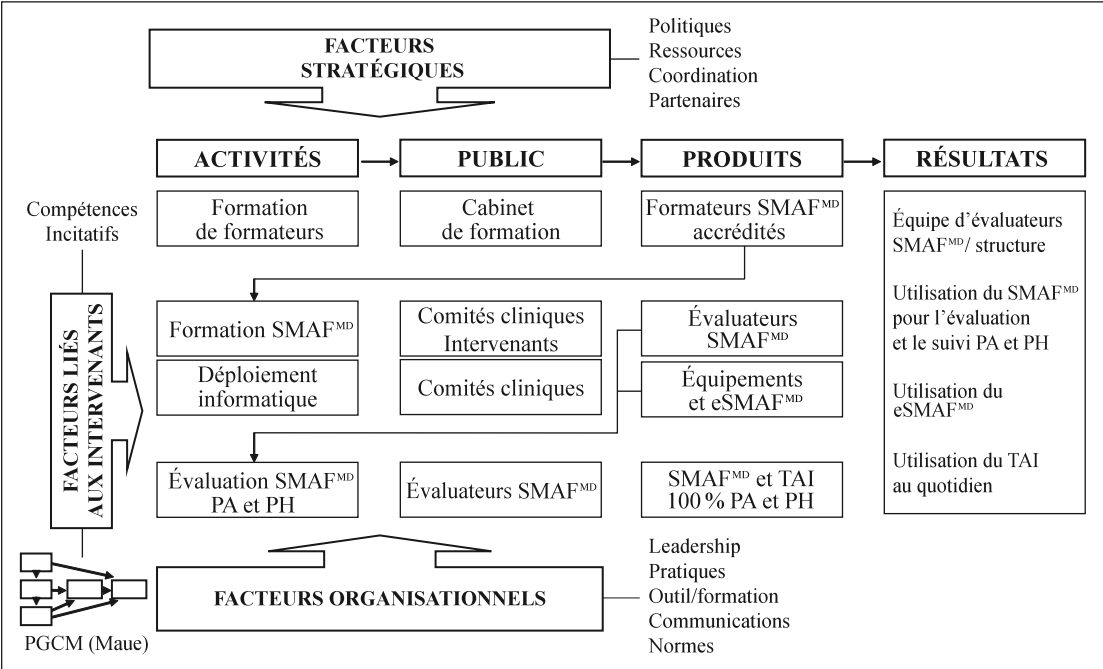 FACTEURS
STRATÉGIQUES
Politiques
Ressources
Coordination
Partenaires
ACTIVITÉS
PUBLIC
PRODUITS
RÉSULTATS
Compétences
Incitatifs
FACTEURS LIÉS
AUX INTERVENANTS
Formation
de formateurs
Cabinet
de formation
Formateurs SMAFᴹᴰ
accrédités
Formation SMAFᴹᴰ
Comités cliniques
Intervenants
Évaluateurs
SMAFᴹᴰ
Déploiement
informatique
Comités cliniques
Équipements
et eSMAFᴹᴰ
Évaluation SMAFᴹᴰ
PA et PH
Évaluateurs SMAFᴹᴰ
SMAFᴹᴰ et TAI
100 % PA et PH
Équipe d’évaluateurs
SMAFᴹᴰ/ structure
Utilisation du SMAFᴹᴰ
pour l’évaluation
et le suivi PA et PH
Utilisation du
eSMAFᴹᴰ
Utilisation du TAI
au quotidien
PGCM (Maue)
FACTEURS ORGANISATIONNELS
Leadership
Pratiques
Outil/formation
Communications
Normes